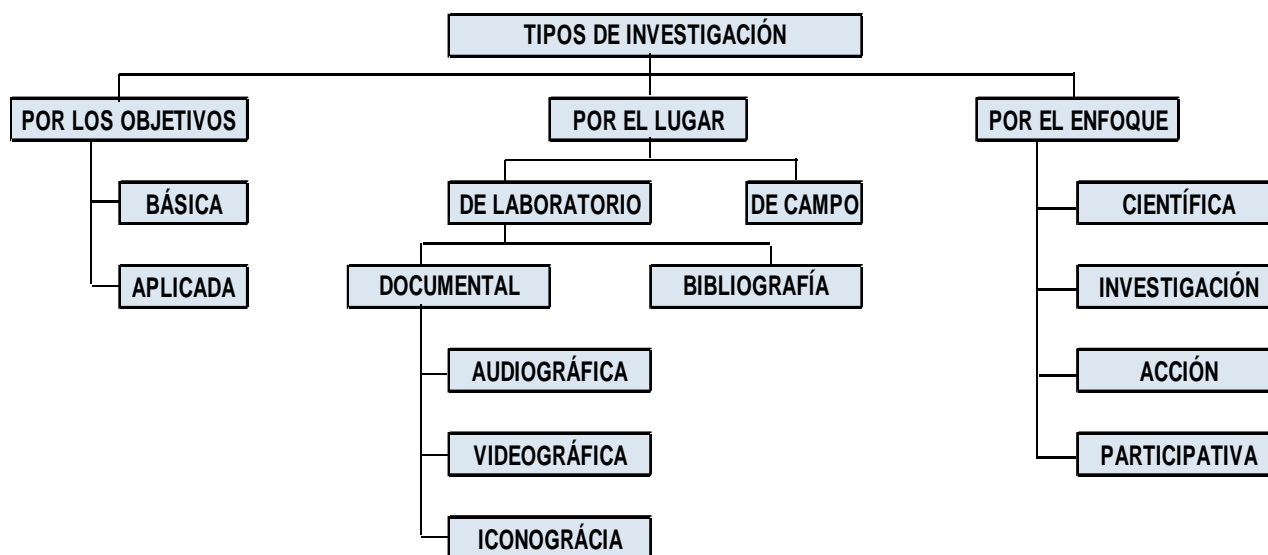 TIPOS DE INVESTIGACIÓN
POR LOS OBJETIVOS
POR EL LUGAR
POR EL ENFOQUE
BÁSICA
DE LABORATORIO
DE CAMPO
CIENTÍFICA
APLICADA
DOCUMENTAL
BIBLIOGRAFÍA
INVESTIGACIÓN
AUDIOGRÁFICA
ACCIÓN
VIDEOGRÁFICA
PARTICIPATIVA
ICONOGRÁCIA